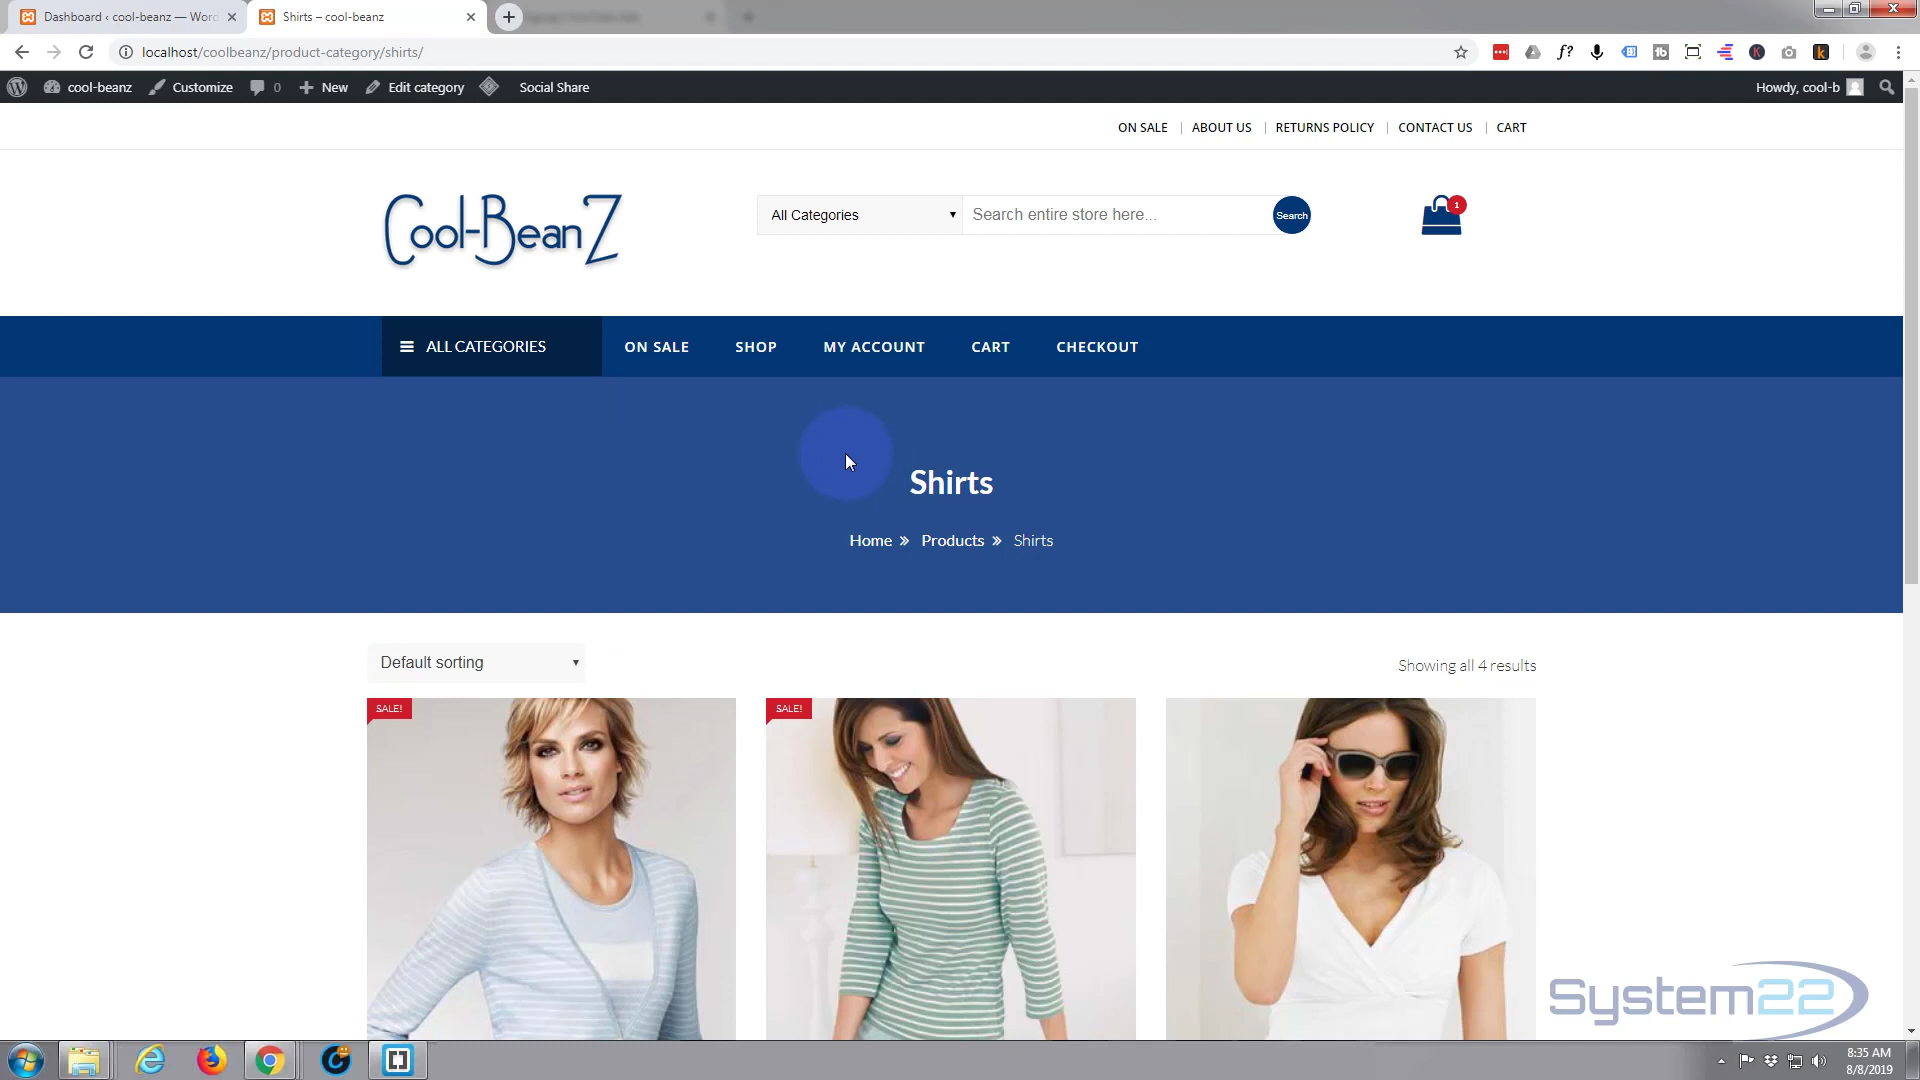 Dashboard ‹ cool-beanz — Word
Shirts – cool-beanz
localhost/coolbeanz/product-category/shirts/
cool-beanz Customize 0 New Edit category Social Share Howdy, cool-b
ON SALE ABOUT US RETURNS POLICY CONTACT US CART
Cool-BeanZ
All Categories Search entire store here... Search 1
ALL CATEGORIES ON SALE SHOP MY ACCOUNT CART CHECKOUT
Shirts
Home » Products » Shirts
Default sorting Showing all 4 results
SALE! SALE!
System22
8:35 AM
8/8/2019